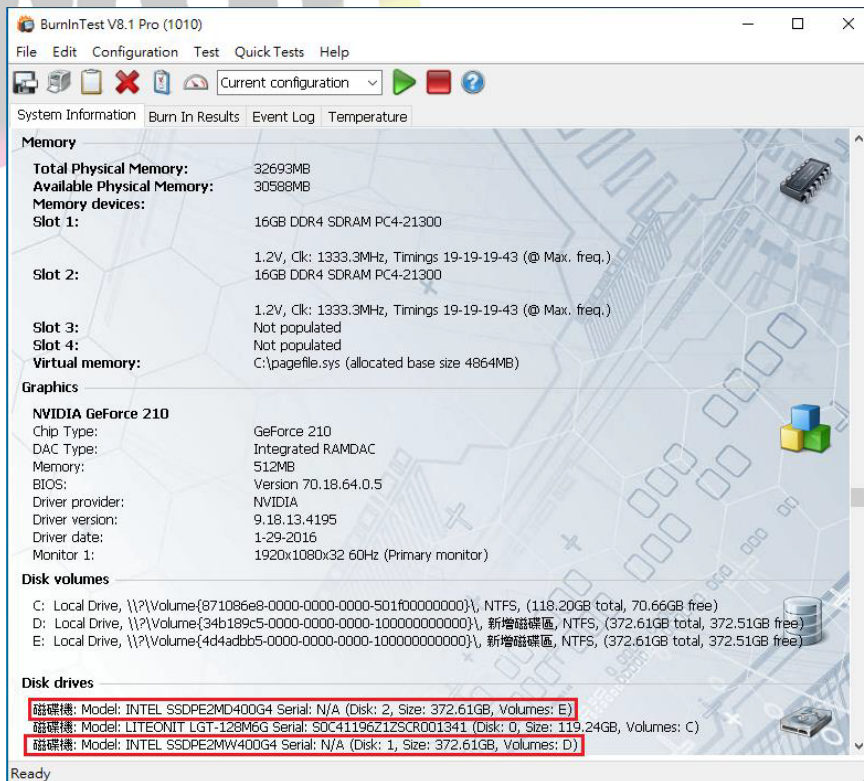 BurnInTest V8.1 Pro (1010)
File Edit Configuration Test Quick Tests Help
Current configuration
System Information Burn In Results Event Log Temperature
Memory
Total Physical Memory: 32693MB
Available Physical Memory: 30588MB
Memory devices:
Slot 1: 16GB DDR4 SDRAM PC4-21300
1.2V, Clk: 1333.3MHz, Timings 19-19-19-43 (@ Max. freq.)
Slot 2: 16GB DDR4 SDRAM PC4-21300
1.2V, Clk: 1333.3MHz, Timings 19-19-19-43 (@ Max. freq.)
Slot 3: Not populated
Slot 4: Not populated
Virtual memory: C:\pagefile.sys (allocated base size 4864MB)
Graphics
NVIDIA GeForce 210
Chip Type: GeForce 210
DAC Type: Integrated RAMDAC
Memory: 512MB
BIOS: Version 70.18.64.0.5
Driver provider: NVIDIA
Driver version: 9.18.13.4195
Driver date: 1-29-2016
Monitor 1: 1920x1080x32 60Hz (Primary monitor)
Disk volumes
C: Local Drive, \\?\Volume{871086e8-0000-0000-0000-501f00000000}\, NTFS, (118.20GB total, 70.66GB free)
D: Local Drive, \\?\Volume{34b189c5-0000-0000-0000-100000000000}\, 新增磁碟區, NTFS, (372.61GB total, 372.51GB free)
E: Local Drive, \\?\Volume{4d4adbb5-0000-0000-0000-100000000000}\, 新增磁碟區, NTFS, (372.61GB total, 372.51GB free)
Disk drives
磁碟機: Model: INTEL SSDPE2MD400G4 Serial: N/A (Disk: 2, Size: 372.61GB, Volumes: E)
磁碟機: Model: LITEONIT LGT-128M6G Serial: S0C41196Z1ZSCR001341 (Disk: 0, Size: 119.24GB, Volumes: C)
磁碟機: Model: INTEL SSDPE2MW400G4 Serial: N/A (Disk: 1, Size: 372.61GB, Volumes: D)
Ready